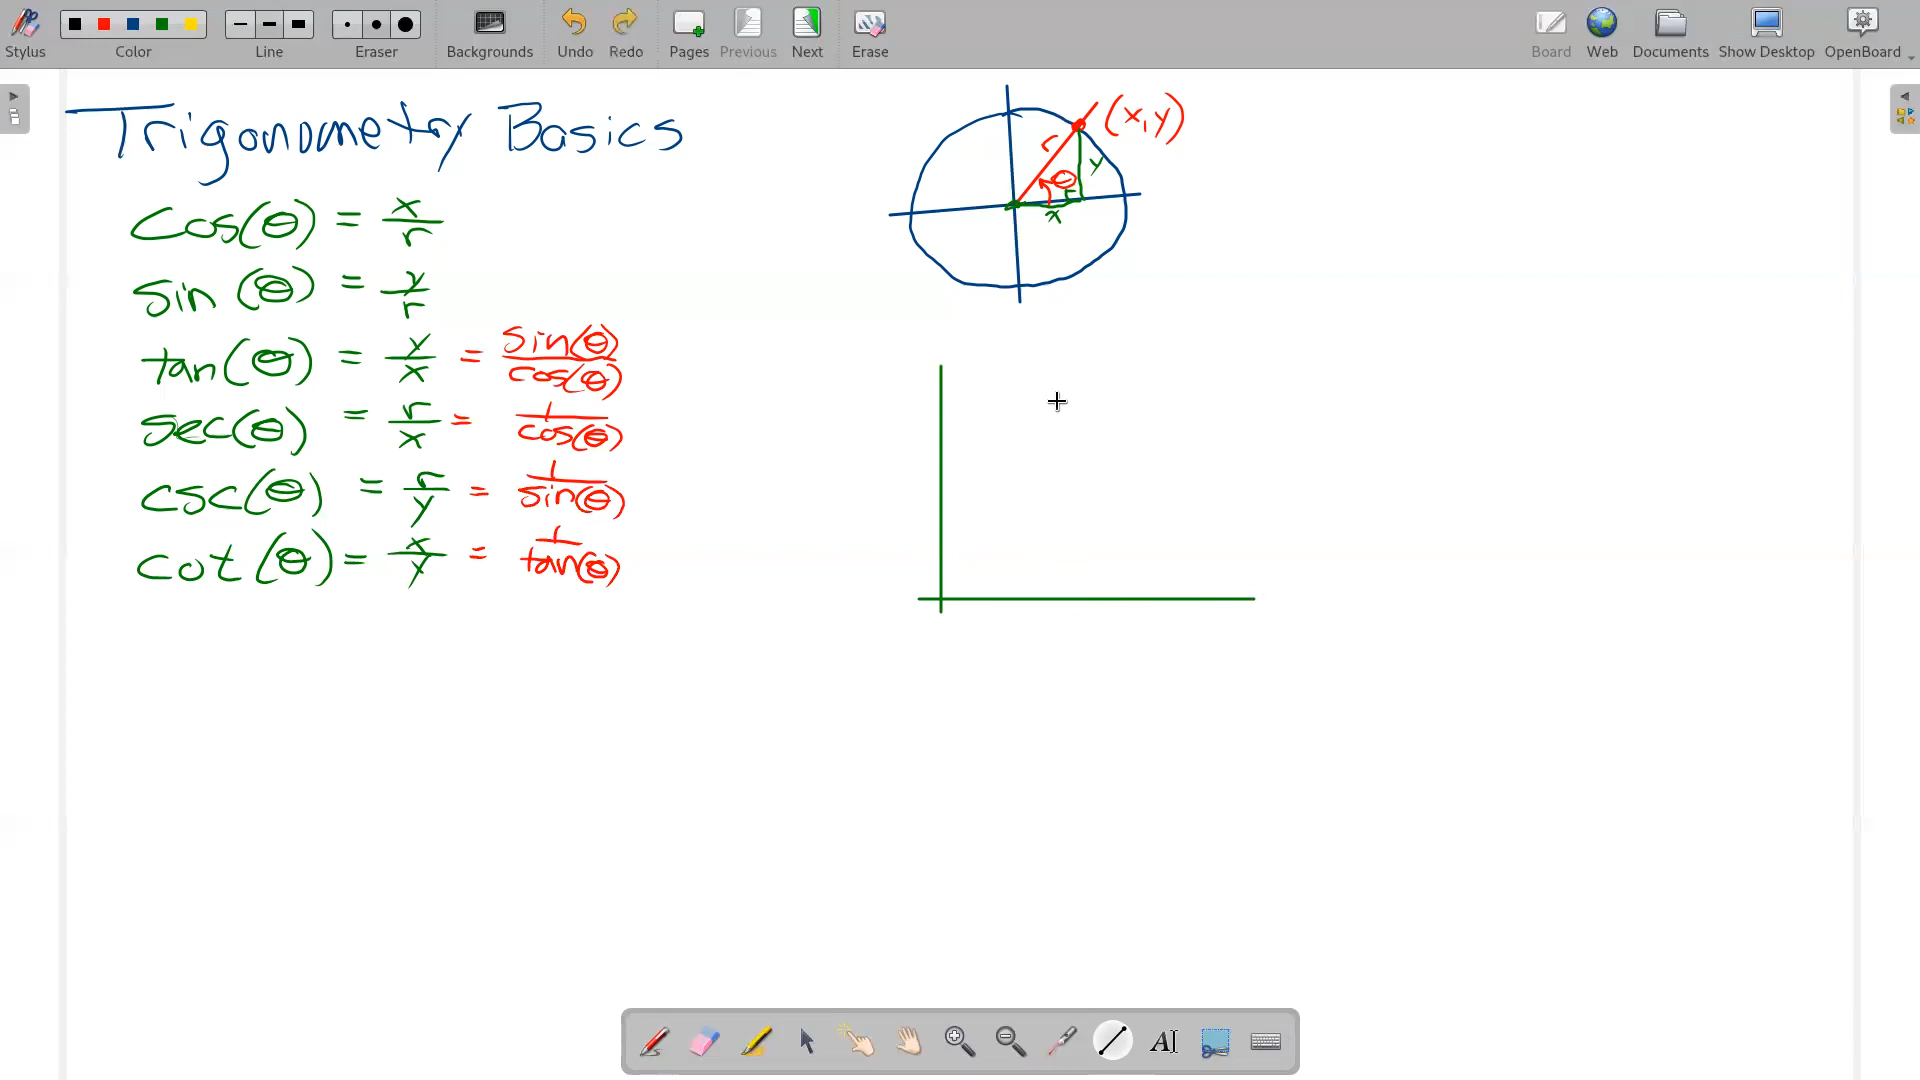 Stylus Color Line Eraser Backgrounds Undo Redo Pages Previous Next Erase Board Web Documents Show Desktop OpenBoard
Trigonometry Basics
cos(θ) = x/r
sin(θ) = y/r
tan(θ) = y/x = sin(θ)/cos(θ)
sec(θ) = r/x = 1/cos(θ)
csc(θ) = r/y = 1/sin(θ)
cot(θ) = x/y = 1/tan(θ)
(x,y)
r
y
θ
x
AI